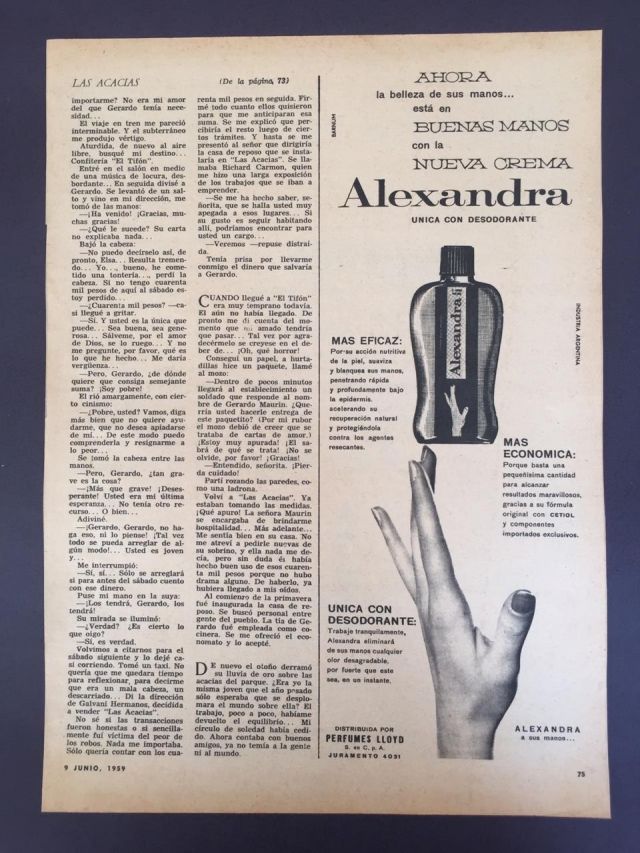 LAS ACACIAS
(De la página 73)
importarme? No era mi amor
del que Gerardo tenía nece-
sidad...
El viaje en tren me pareció
interminable. Y el subterráneo
me produjo vértigo.
Aturdida, de nuevo al aire
libre, busqué mi destino...
Confitería "El Tifón".
Entré en el salón en medio
de una música de locura, des-
bordante... En seguida divisé a
Gerardo. Se levantó de un sal-
to y vino en mi dirección, me
tomó de las manos:
—¡Ha venido! ¡Gracias, mu-
chas gracias!
—¿Qué le sucede? Su carta
no explicaba nada...
Bajó la cabeza:
—No puedo decírselo así, de
pronto, Elsa... Resulta tremen-
do... Yo..., bueno, he come-
tido una tontería..., perdí la
cabeza. Si no tengo cuarenta
mil pesos de aquí al sábado es-
toy perdido...
—¿Cuarenta mil pesos? —ca-
si llegué a gritar.
—Sí. Y usted es la única que
puede... Sea buena, sea gene-
rosa... Sálveme, por el amor
de Dios, se lo ruego... Y no
me pregunte, por favor, qué es
lo que he hecho... Me daría
vergüenza...
—Pero, Gerardo, ¿de dónde
quiere que consiga semejante
suma? ¡Soy pobre!
El rió amargamente, con cier-
to cinismo:
—¿Pobre, usted? Vamos, diga
más bien que no quiere ayu-
darme, que no desea apiadarse
de mí... De este modo puedo
comprenderla y resignarme a
lo peor...
Se tomó la cabeza entre las
manos.
—Pero, Gerardo, ¿tan gra-
ve es la cosa?
—¡Más que grave! ¡Deses-
perante! Usted era mi última
esperanza... No tenía otro re-
curso... O bien...
Adiviné.
—¡Gerardo, Gerardo, no ha-
ga eso, ni lo piense! ¡Tal vez
todo se pueda arreglar de al-
gún modo!... Usted es joven
y...
Me interrumpió:
—Sí, sí... Sólo se arreglará
si para antes del sábado cuento
con ese dinero.
Puse mi mano en la suya:
—¡Los tendrá, Gerardo, los
tendrá!
Su mirada se iluminó:
—¿Verdad? ¿Es cierto lo
que oigo?
—Sí, es verdad.
Volvimos a citarnos para el
sábado siguiente y lo dejé ca-
si corriendo. Tomé un taxi. No
quería que me quedara tiempo
para reflexionar, para decirme
que era un mala cabeza, un
descarriado... Di la dirección
de Galvani Hermanos, decidida
a vender "Las Acacias".
No sé si las transacciones
fueron honestas o si sencilla-
mente fuí víctima del peor de
los robos. Nada me importaba.
Sólo quería contar con los cua-
renta mil pesos en seguida. Fir-
mé todo cuanto ellos quisieron
para que me anticiparan esa
suma. Se me explicó que per-
cibiría el resto luego de cier-
tos trámites. Y hasta se me
presentó al señor que dirigiría
la casa de reposo que se insta-
laría en "Las Acacias". Se lla-
maba Richard Carmon, quien
me hizo una larga exposición
de los trabajos que se iban a
emprender.
—Se me ha hecho saber, se-
ñorita, que se halla usted muy
apegada a esos lugares... Si
su gusto es seguir habitando
allí, podríamos encontrar para
usted un cargo...
—Veremos —repuse distraí-
da.
Tenía prisa por llevarme
conmigo el dinero que salvaría
a Gerardo.
CUANDO llegué a "El Tifón"
era muy temprano todavía.
El aún no había llegado. De
pronto me di cuenta del mo-
mento que mi amado tendría
que pasar... Tal vez por agra-
decérmelo se creyese en el de-
ber de... ¡Oh, qué horror!
Conseguí un papel, a hurta-
dillas hice un paquete, llamé
al mozo:
—Dentro de pocos minutos
llegará al establecimiento un
soldado que responde al nom-
bre de Gerardo Maurin. ¿Que-
rría usted hacerle entrega de
este paquetito? (Por mi rubor
el mozo debió de creer que se
trataba de cartas de amor.)
¡Estoy muy apurada! ¡El sa-
brá de qué se trata! ¡No se
olvide, por favor! ¡Gracias!
—Entendido, señorita. ¡Pier-
da cuidado!
Partí rozando las paredes, co-
mo una ladrona.
Volví a "Las Acacias". Ya
estaban tomando las medidas.
¡Qué apuro! La señora Maurin
se encargaba de brindarme
hospitalidad... Más adelante...
Me sentía bien en su casa. No
me atreví a pedirle nuevas de
su sobrino, y ella nada me de-
cía, pero sin duda él había
hecho buen uso de esos cuaren-
ta mil pesos porque no hubo
drama alguno. De haberlo, ya
hubiera llegado a mis oídos.
Al comienzo de la primavera
fué inaugurada la casa de re-
poso. Se buscó personal entre
gente del pueblo. La tía de Ge-
rardo fué empleada como co-
cinera. Se me ofreció el eco-
nomato y lo acepté.
DE nuevo el otoño derramó
su lluvia de oro sobre las
acacias del parque. ¿Era yo la
misma joven que el año pasado
sólo esperaba que se desplo-
mara el mundo sobre ella? El
trabajo, poco a poco, habíame
devuelto el equilibrio... Mi
círculo de soledad había cedi-
do. Ahora contaba con buenos
amigos, ya no temía a la gente
ni al mundo.
BARNUM
AHORA
la belleza de sus manos...
está en
BUENAS MANOS
con la
NUEVA CREMA
Alexandra
UNICA CON DESODORANTE
Alexandra
INDUSTRIA ARGENTINA
MAS EFICAZ:
Por su acción nutritiva
de la piel, suaviza
y blanquea sus manos,
penetrando rápida
y profundamente bajo
la epidermis,
acelerando su
recuperación natural
y protegiéndola
contra los agentes
resecantes.
MAS
ECONOMICA:
Porque basta una
pequeñísima cantidad
para alcanzar
resultados maravillosos,
gracias a su fórmula
original con CETIOL
y componentes
importados exclusivos.
UNICA CON
DESODORANTE:
Trabaje tranquilamente,
Alexandra eliminará
de sus manos cualquier
olor desagradable,
por fuerte que este
sea, en un instante.
DISTRIBUIDA POR
PERFUMES LLOYD
S. en C. p. A.
JURAMENTO 4031
ALEXANDRA
a sus manos...
9 JUNIO, 1959
75